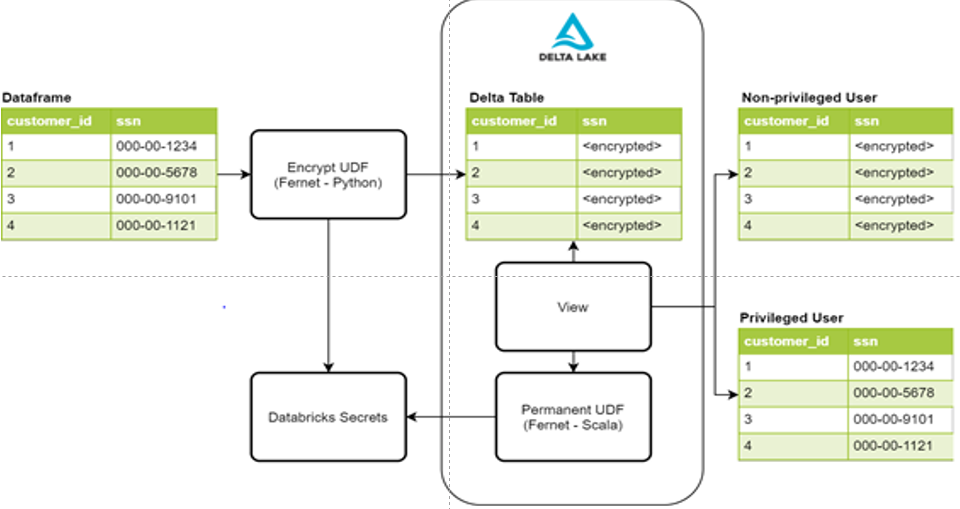 DELTA LAKE
Dataframe
customer_id ssn
1 000-00-1234
2 000-00-5678
3 000-00-9101
4 000-00-1121
Encrypt UDF
(Fernet - Python)
Delta Table
customer_id ssn
1 <encrypted>
2 <encrypted>
3 <encrypted>
4 <encrypted>
Non-privileged User
customer_id ssn
1 <encrypted>
2 <encrypted>
3 <encrypted>
4 <encrypted>
View
Privileged User
customer_id ssn
1 000-00-1234
2 000-00-5678
3 000-00-9101
4 000-00-1121
Databricks Secrets
Permanent UDF
(Fernet - Scala)